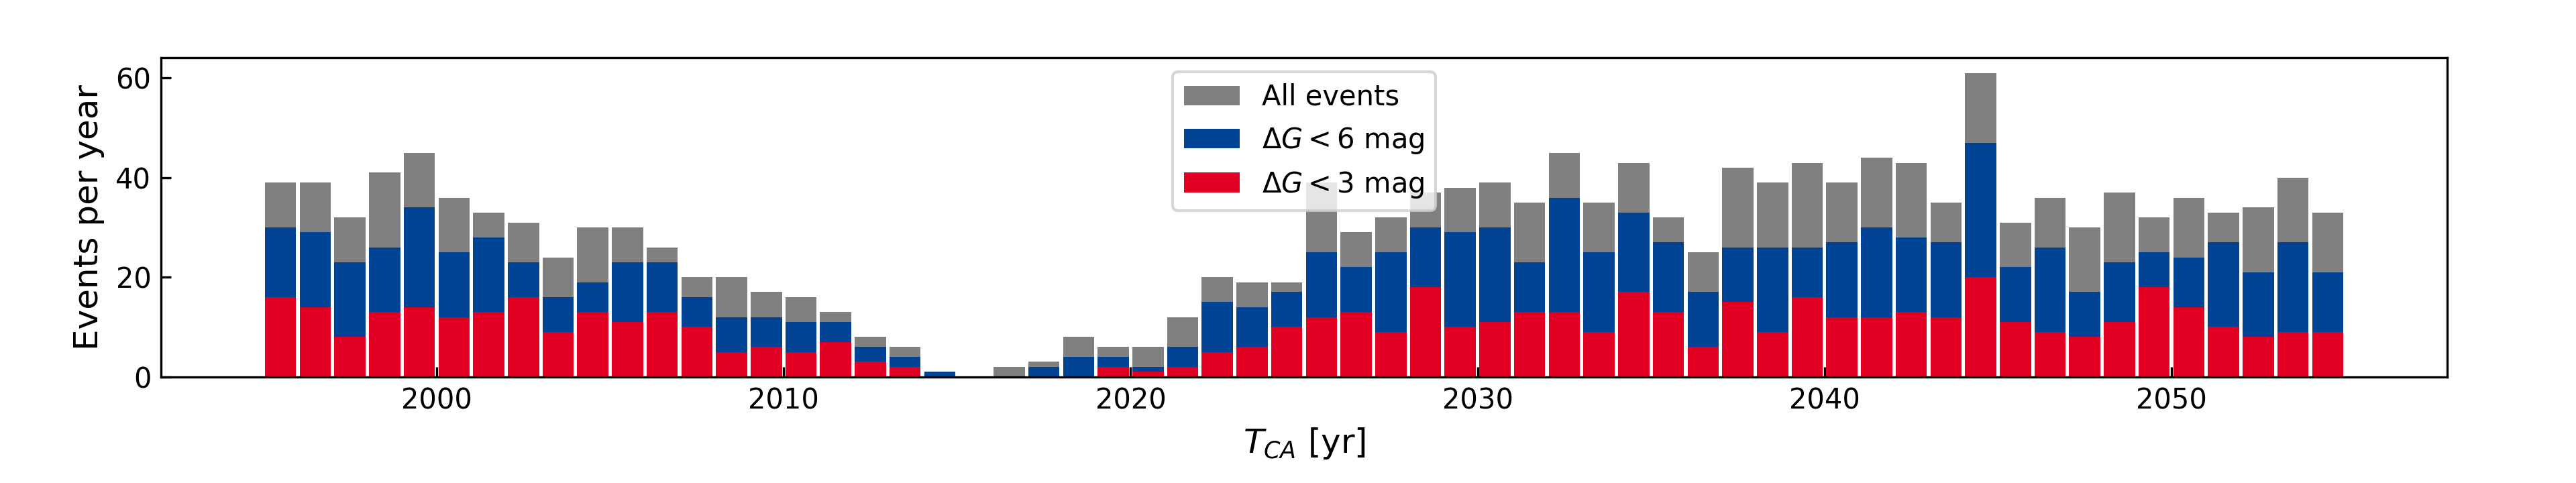 Events per year
60
40
20
0
All events
ΔG < 6 mag
ΔG < 3 mag
2000 2010 2020 2030 2040 2050
T_CA [yr]